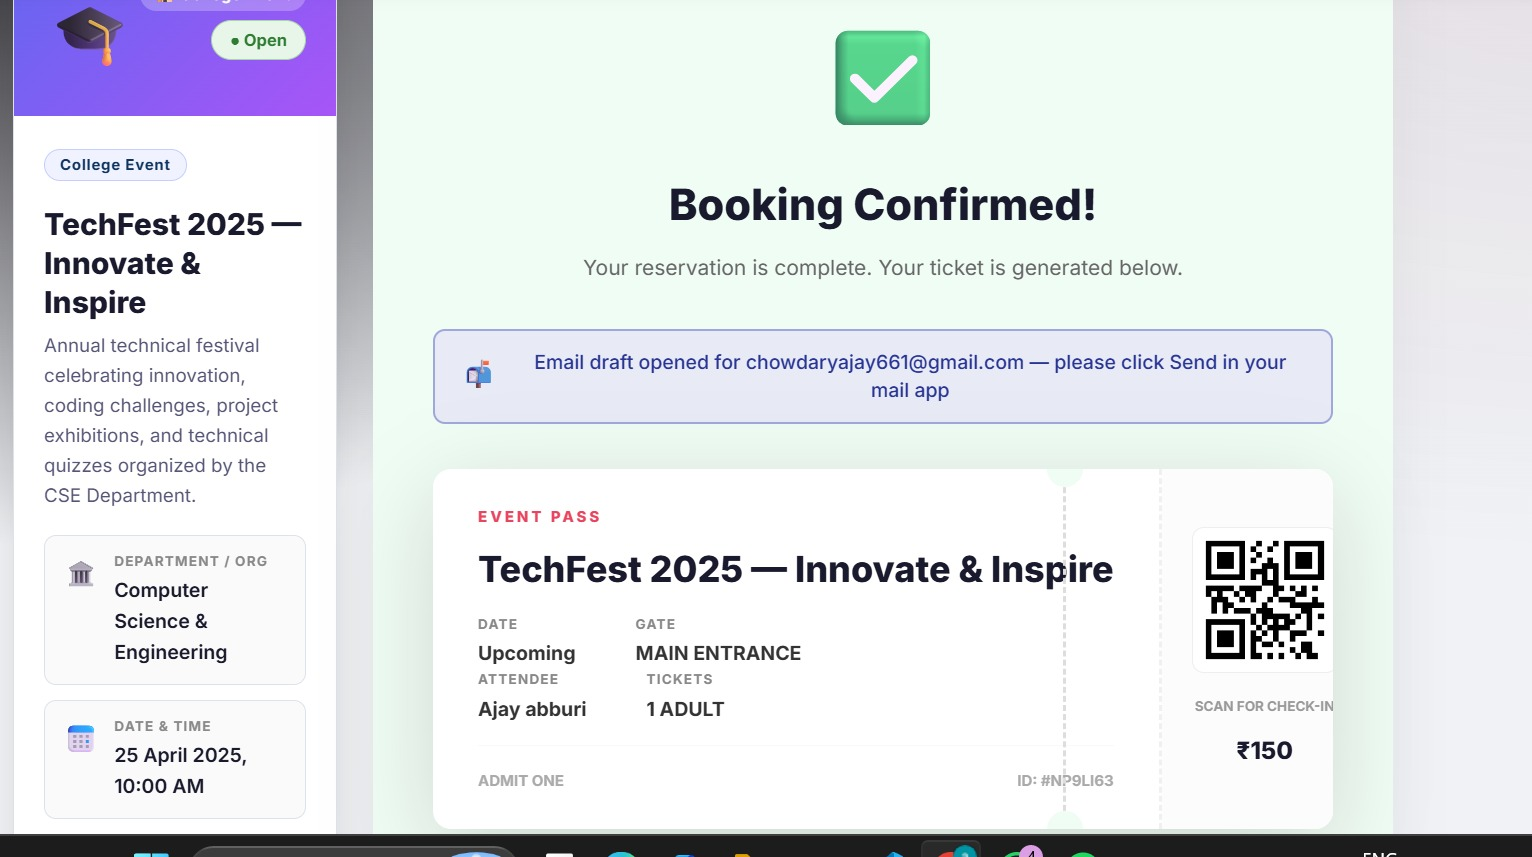 ● Open
College Event
TechFest 2025 —
Innovate &
Inspire
Annual technical festival
celebrating innovation,
coding challenges, project
exhibitions, and technical
quizzes organized by the
CSE Department.
DEPARTMENT / ORG
Computer
Science &
Engineering
DATE & TIME
25 April 2025,
10:00 AM
Booking Confirmed!
Your reservation is complete. Your ticket is generated below.
Email draft opened for chowdaryajay661@gmail.com — please click Send in your
mail app
EVENT PASS
TechFest 2025 — Innovate & Inspire
DATE GATE
Upcoming MAIN ENTRANCE
ATTENDEE TICKETS
Ajay abburi 1 ADULT
ADMIT ONE ID: #NP9LI63
SCAN FOR CHECK-IN
₹150
4
ENG